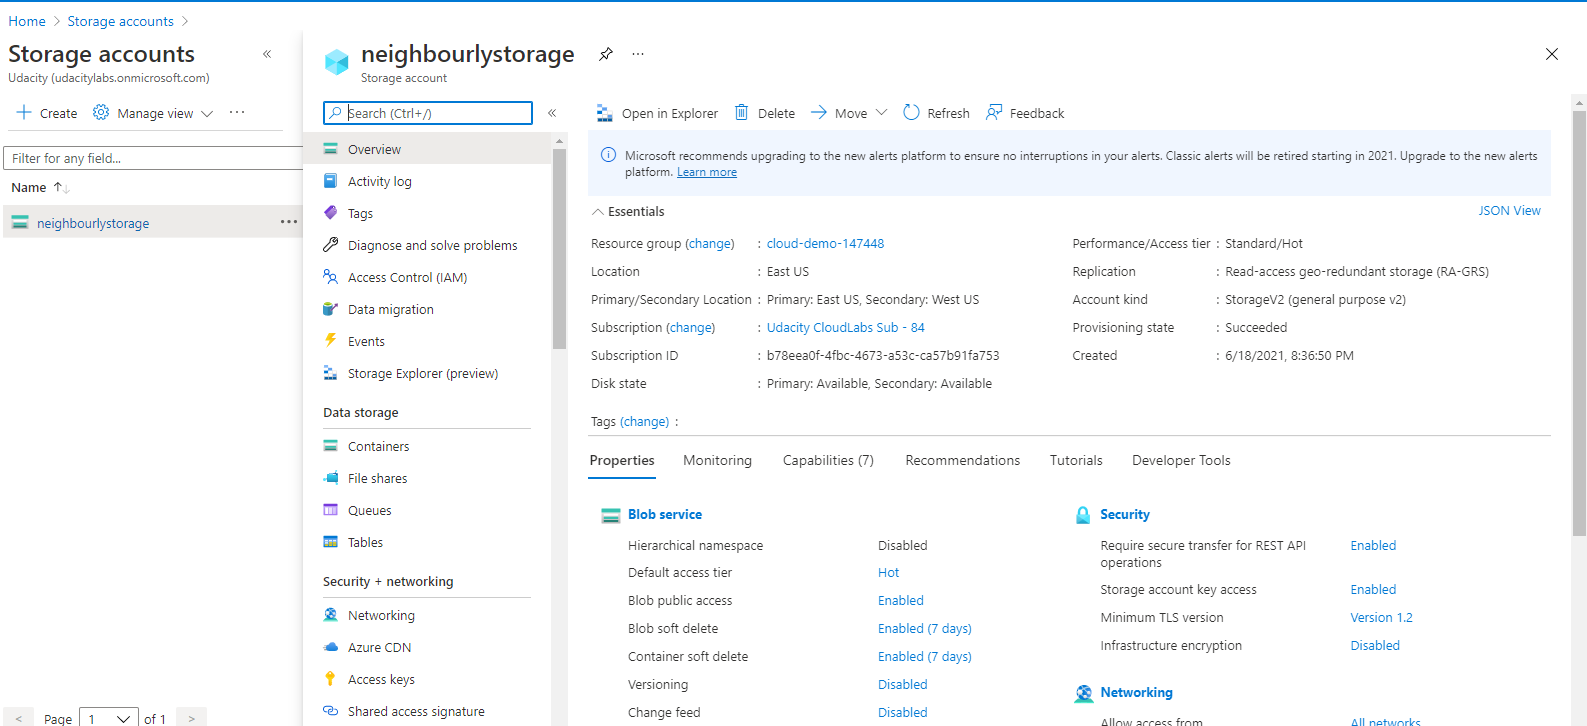 Home > Storage accounts >
Storage accounts «
Udacity (udacitylabs.onmicrosoft.com)
+ Create Manage view ...
Filter for any field...
Name ↑↓
neighbourlystorage ...
< Page 1 of 1 >
neighbourlystorage ...
Storage account
Search (Ctrl+/) «
Overview
Activity log
Tags
Diagnose and solve problems
Access Control (IAM)
Data migration
Events
Storage Explorer (preview)
Data storage
Containers
File shares
Queues
Tables
Security + networking
Networking
Azure CDN
Access keys
Shared access signature
Open in Explorer Delete Move Refresh Feedback
Microsoft recommends upgrading to the new alerts platform to ensure no interruptions in your alerts. Classic alerts will be retired starting in 2021. Upgrade to the new alerts
platform. Learn more
Essentials JSON View
Resource group (change) : cloud-demo-147448
Location : East US
Primary/Secondary Location : Primary: East US, Secondary: West US
Subscription (change) : Udacity CloudLabs Sub - 84
Subscription ID : b78eea0f-4fbc-4673-a53c-ca57b91fa753
Disk state : Primary: Available, Secondary: Available
Performance/Access tier : Standard/Hot
Replication : Read-access geo-redundant storage (RA-GRS)
Account kind : StorageV2 (general purpose v2)
Provisioning state : Succeeded
Created : 6/18/2021, 8:36:50 PM
Tags (change) :
Properties Monitoring Capabilities (7) Recommendations Tutorials Developer Tools
Blob service
Hierarchical namespace Disabled
Default access tier Hot
Blob public access Enabled
Blob soft delete Enabled (7 days)
Container soft delete Enabled (7 days)
Versioning Disabled
Change feed Disabled
Security
Require secure transfer for REST API Enabled
operations
Storage account key access Enabled
Minimum TLS version Version 1.2
Infrastructure encryption Disabled
Networking
Allow access from All networks